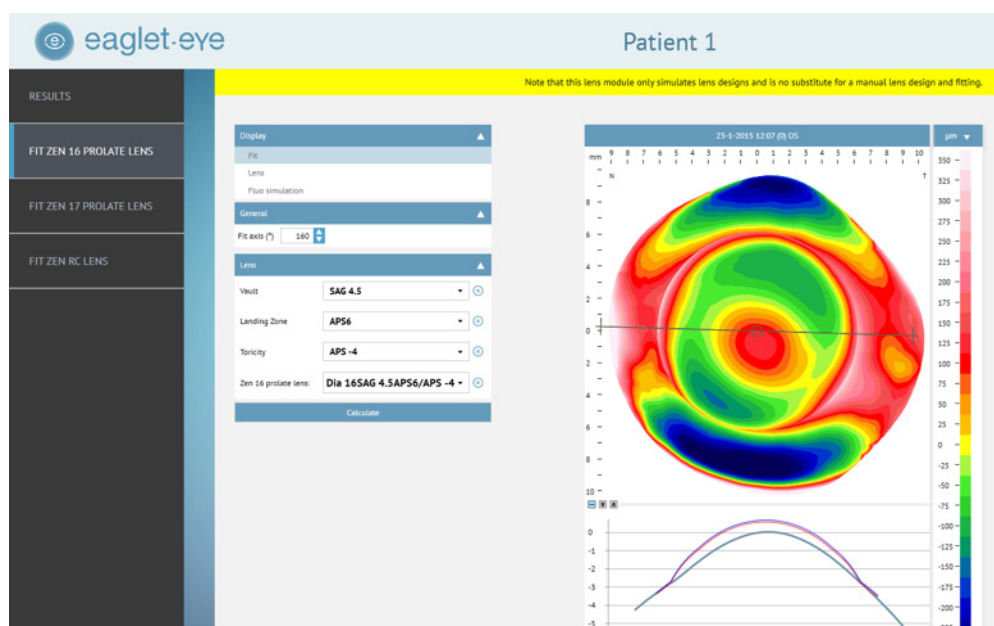 eaglet-eye
Patient 1
Note that this lens module only simulates lens designs and is no substitute for a manual lens design and fitting.
RESULTS
FIT ZEN 16 PROLATE LENS
FIT ZEN 17 PROLATE LENS
FIT ZEN RC LENS
Display
Fit
Lens
Fluo simulation
General
Fit axis (°) 160
Lens
Vault SAG 4.5
Landing Zone APS6
Toricity APS -4
Zen 16 prolate lens: Dia 16SAG 4.5APS6/APS -4
Calculate
23-1-2015 12:07 (0) OS
mm 9 8 7 6 5 4 3 2 1 0 1 2 3 4 5 6 7 8 9 10
N T
8
6
4
2
0
2
4
6
8
10
0
-1
-2
-3
-4
-5
µm
350
325
300
275
250
225
200
175
150
125
100
75
50
25
0
-25
-50
-75
-100
-125
-150
-175
-200